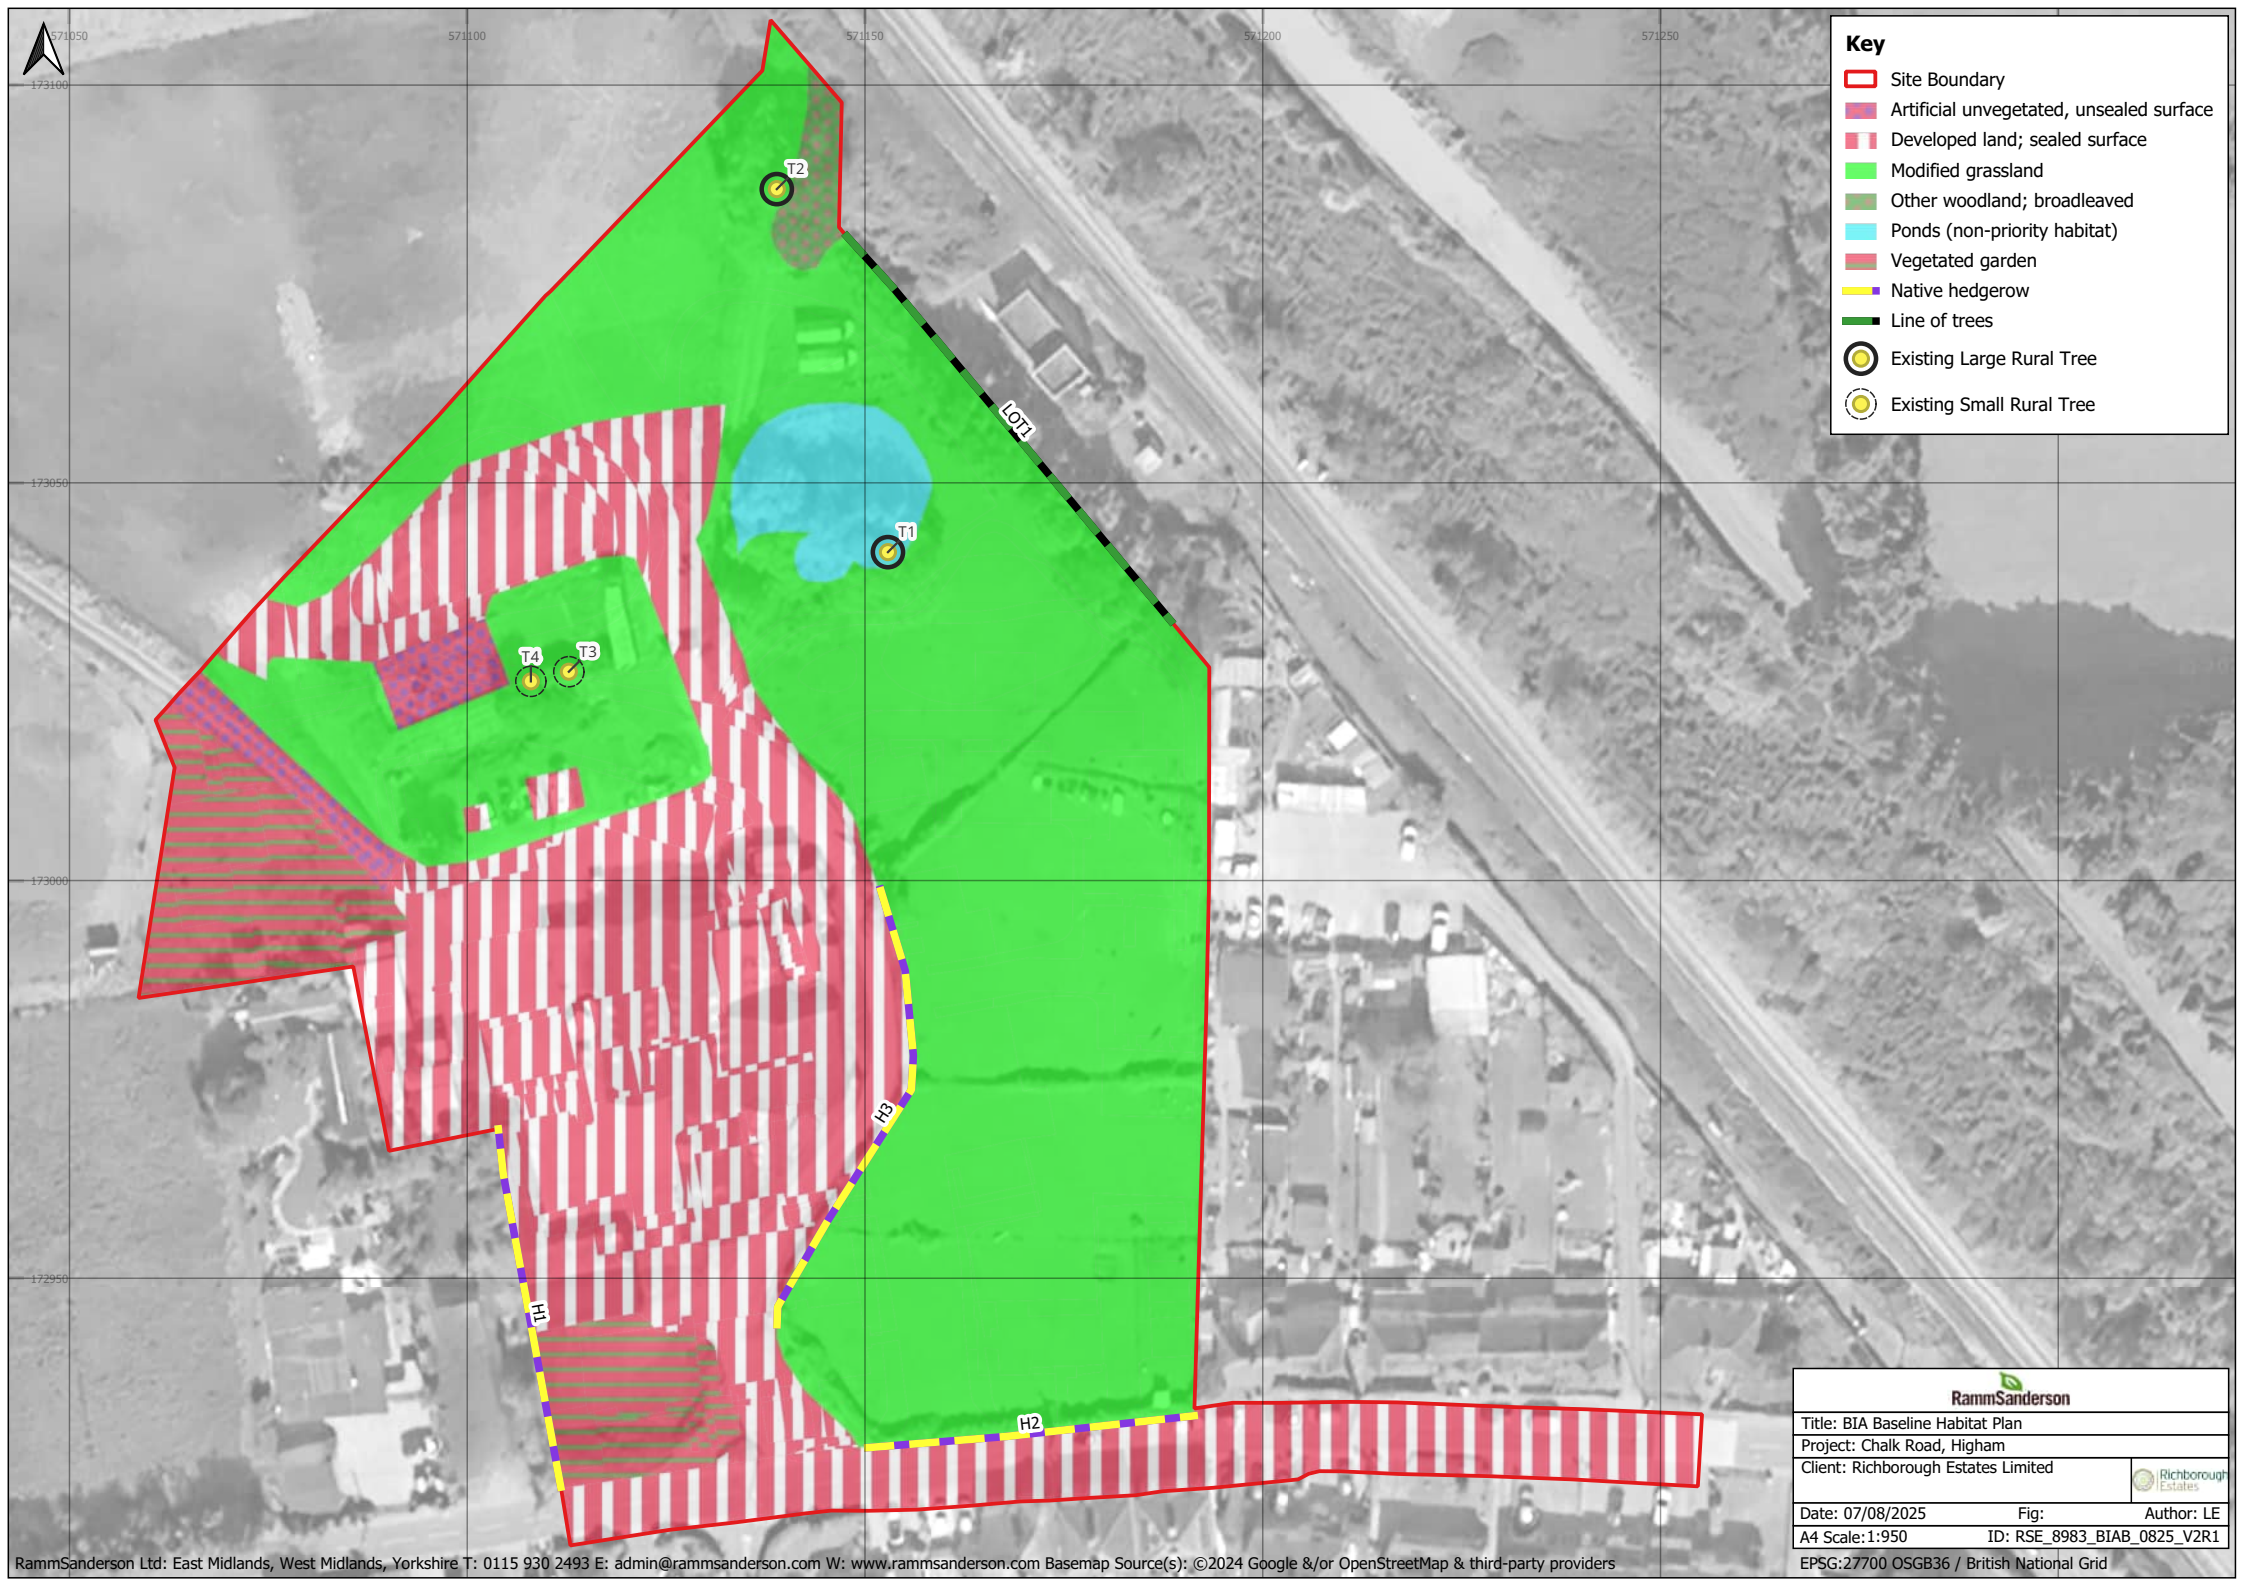 571050
571100
571150
571200
571250
173100
173050
173000
172950
Key
Site Boundary
Artificial unvegetated, unsealed surface
Developed land; sealed surface
Modified grassland
Other woodland; broadleaved
Ponds (non-priority habitat)
Vegetated garden
Native hedgerow
Line of trees
Existing Large Rural Tree
Existing Small Rural Tree
T2
LOT1
T1
T3
T4
H3
H1
H2
RammSanderson
Title: BIA Baseline Habitat Plan
Project: Chalk Road, Higham
Client: Richborough Estates Limited
Richborough
Estates
Date: 07/08/2025 Fig: Author: LE
A4 Scale:1:950 ID: RSE_8983_BIAB_0825_V2R1
RammSanderson Ltd: East Midlands, West Midlands, Yorkshire T: 0115 930 2493 E: admin@rammsanderson.com W: www.rammsanderson.com Basemap Source(s): ©2024 Google &/or OpenStreetMap & third-party providers
EPSG:27700 OSGB36 / British National Grid